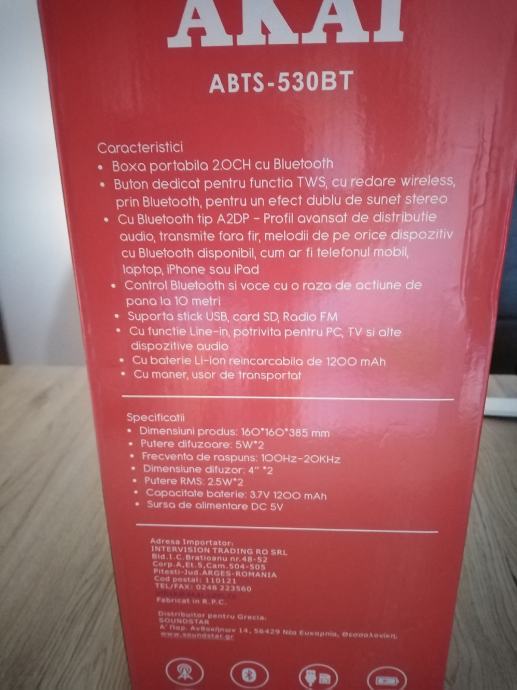 AKAI
ABTS-530BT
Caracteristici
• Boxa portabila 2.0CH cu Bluetooth
• Buton dedicat pentru functia TWS, cu redare wireless,
prin Bluetooth, pentru un efect dublu de sunet stereo
• Cu Bluetooth tip A2DP - Profil avansat de distributie
audio, transmite fara fir, melodii de pe orice dispozitiv
cu Bluetooth disponibil, cum ar fi telefonul mobil,
laptop, iPhone sau iPad
• Control Bluetooth si voce cu o raza de actiune de
pana la 10 metri
• Suporta stick USB, card SD, Radio FM
• Cu functie Line-in, potrivita pentru PC, TV si alte
dispozitive audio
• Cu baterie Li-Ion reincarcabila de 1200 mAh
• Cu maner, usor de transportat
Specificatii
• Dimensiuni produs: 160*160*385 mm
• Putere difuzoare: 5W*2
• Frecventa de raspuns: 100Hz-20KHz
• Dimensiune difuzor: 4" *2
• Putere RMS: 2.5W*2
• Capacitate baterie: 3.7V 1200 mAh
• Sursa de alimentare DC 5V
Adresa Importator:
INTERVISION TRADING RO SRL
Bld.I.C.Bratioanu nr.48-52
Corp.A,Et.5,Cam.504-505
Pitesti-Jud.ARGES-ROMANIA
Cod postal: 110121
TEL/FAX: 0248 223560
Fabricat in R.P.C.
Distribuitor pentru Grecia.
SOUNDSTAR
Α' Παρ. Ανθοκήπων 14, 56429 Νέα Ευκαρπία, Θεσσαλονίκη.
www.soundstar.gr